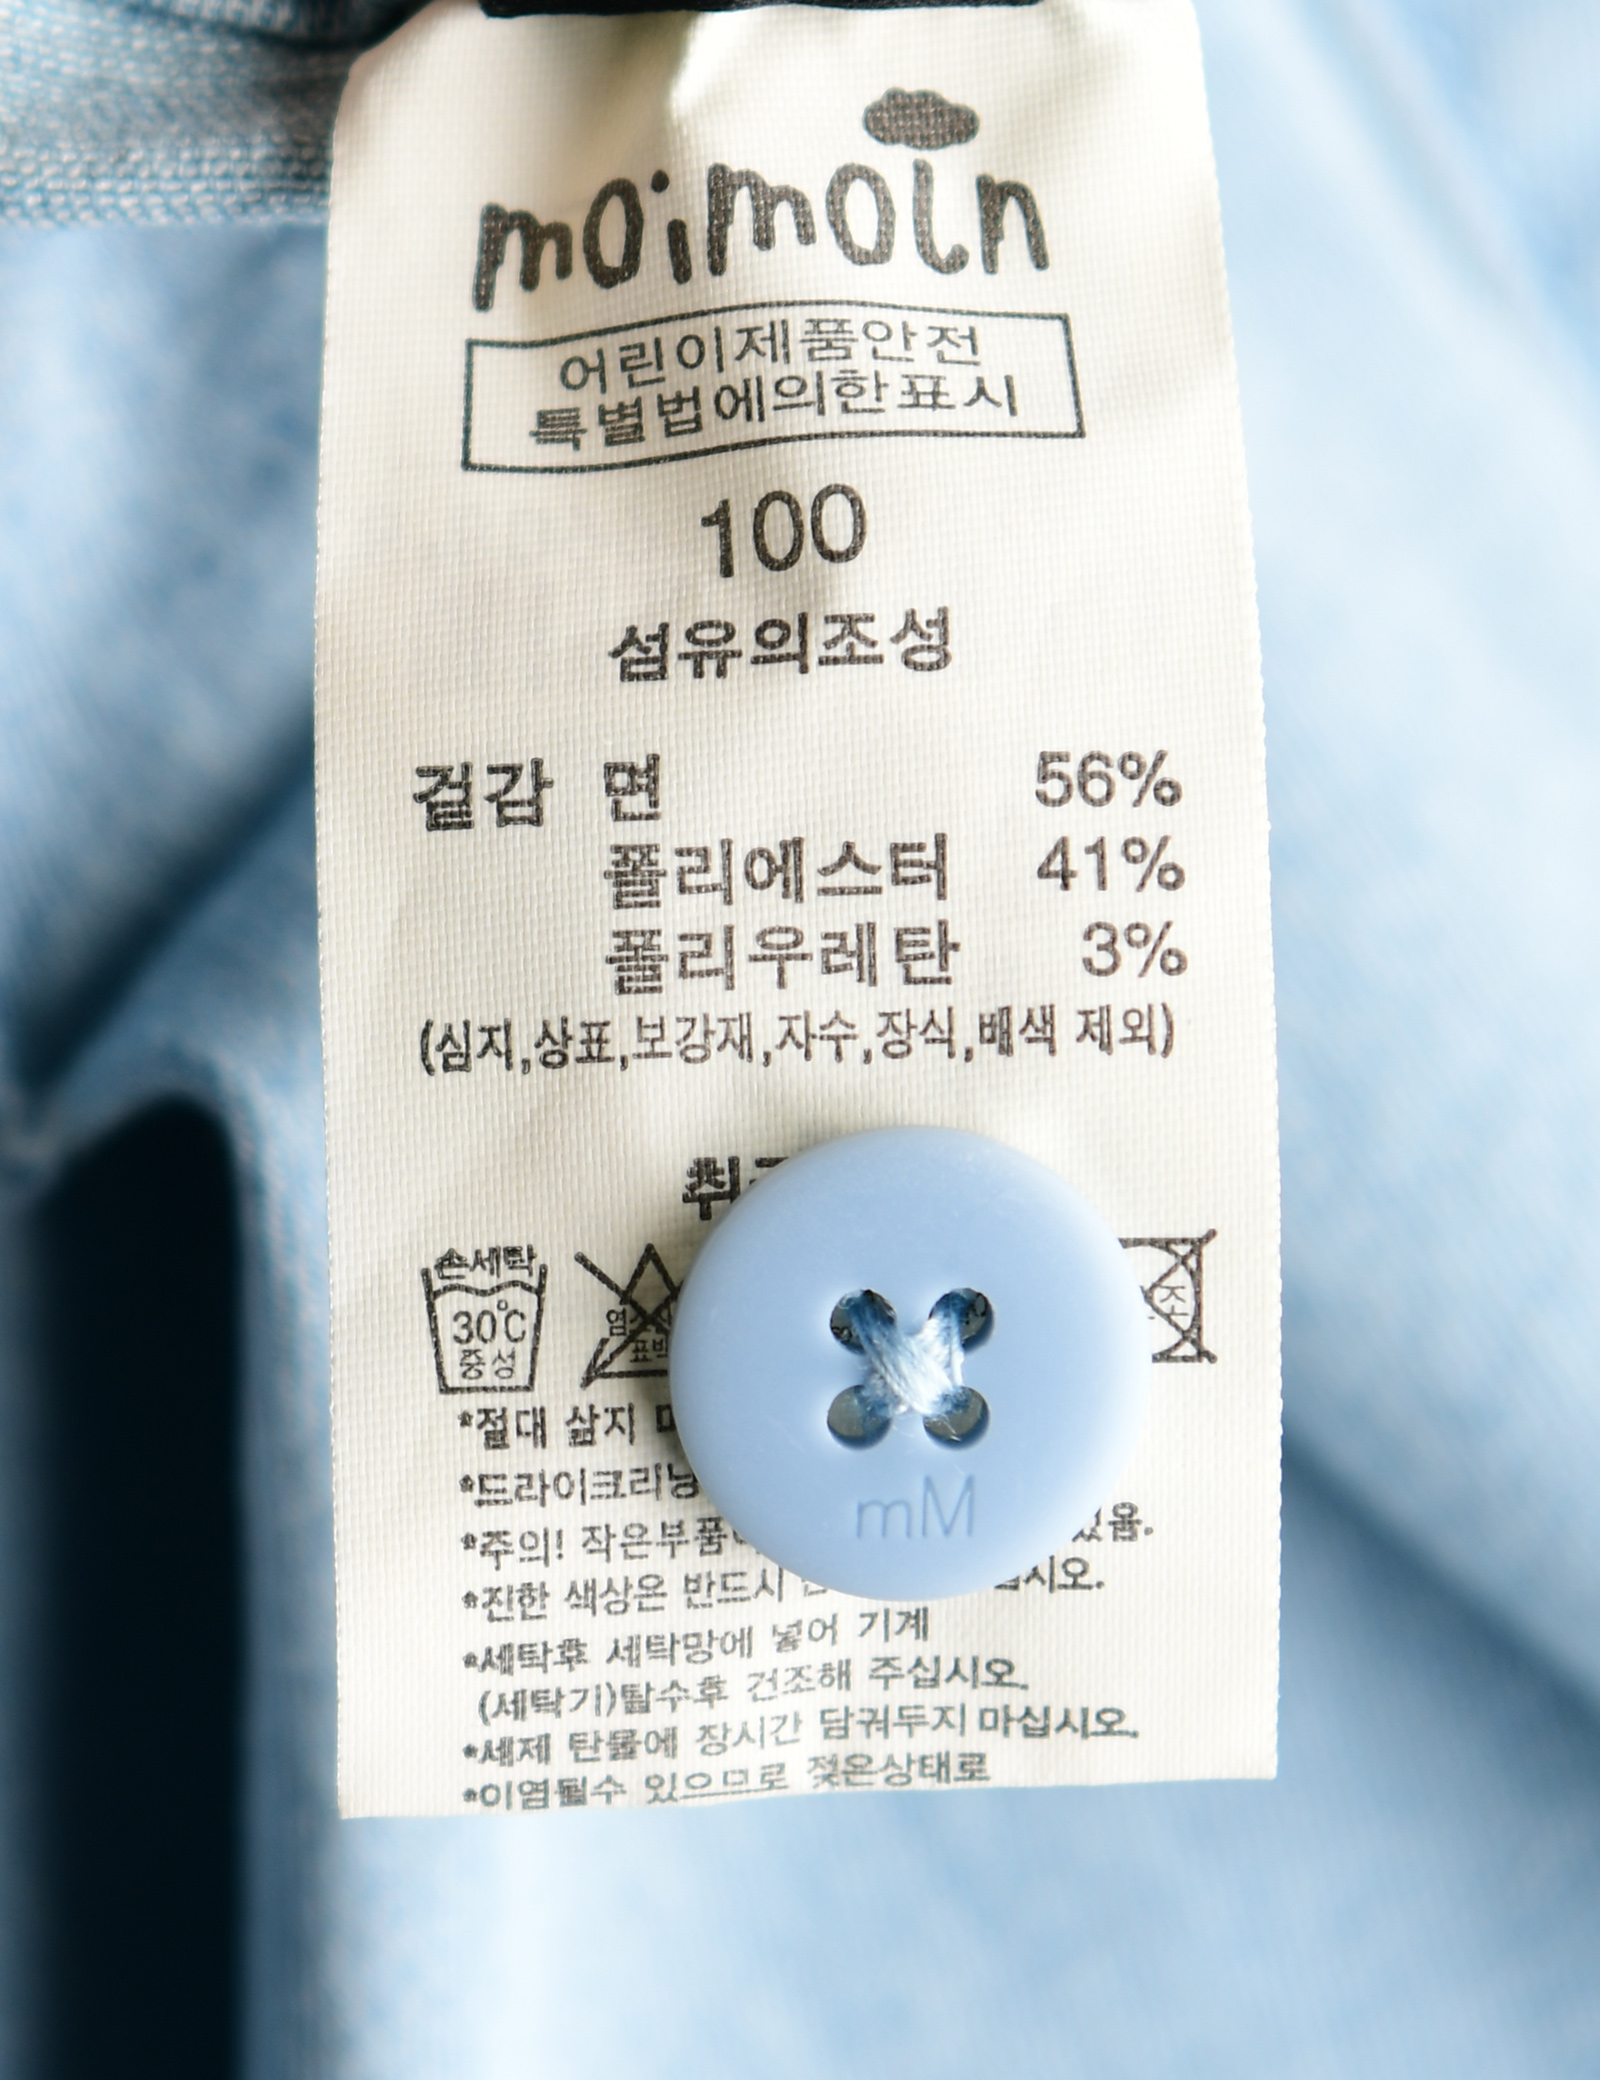 moimoln
어린이제품안전
특별법에의한표시
100
섬유의조성
겉감 면 56%
폴리에스터 41%
폴리우레탄 3%
(심지,상표,보강재,자수,장식,배색 제외)
손세탁
30℃
중성
*절대 삶지
*드라이크리닝
*주의! 작은부품
*진한 색상은 반드시
*세탁후 세탁망에 넣어 기계
(세탁기)탈수후 건조해 주십시오.
*세제 탄물에 장시간 담궈두지 마십시오.
*이염될수 있으므로 젖은상태로
mM